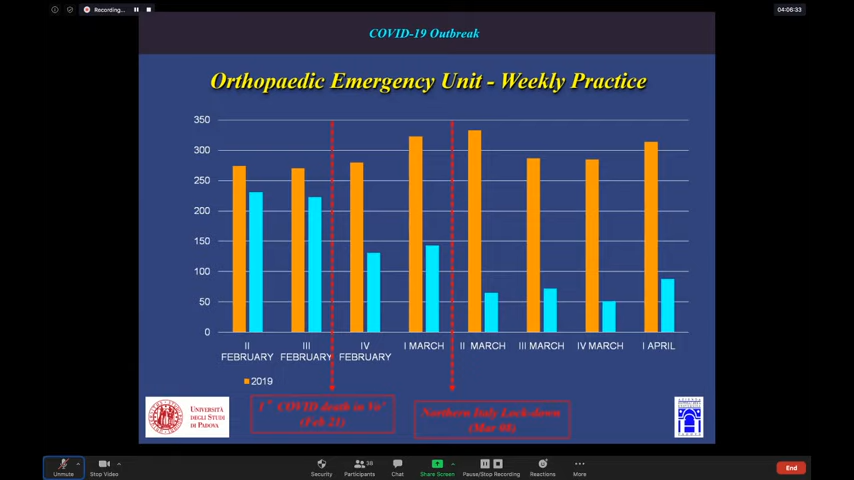 Recording...
04:08:33
COVID-19 Outbreak
Orthopaedic Emergency Unit - Weekly Practice
350
300
250
200
150
100
50
0
II FEBRUARY
III FEBRUARY
IV FEBRUARY
I MARCH
II MARCH
III MARCH
IV MARCH
I APRIL
2019
1° COVID death in Vo'
(Feb 21)
Northern Italy Lock-down
(Mar 08)
UNIVERSITÀ
DEGLI STUDI
DI PADOVA
Unmute
Stop Video
Security
Participants
38
Chat
Share Screen
Pause/Stop Recording
Reactions
More
End